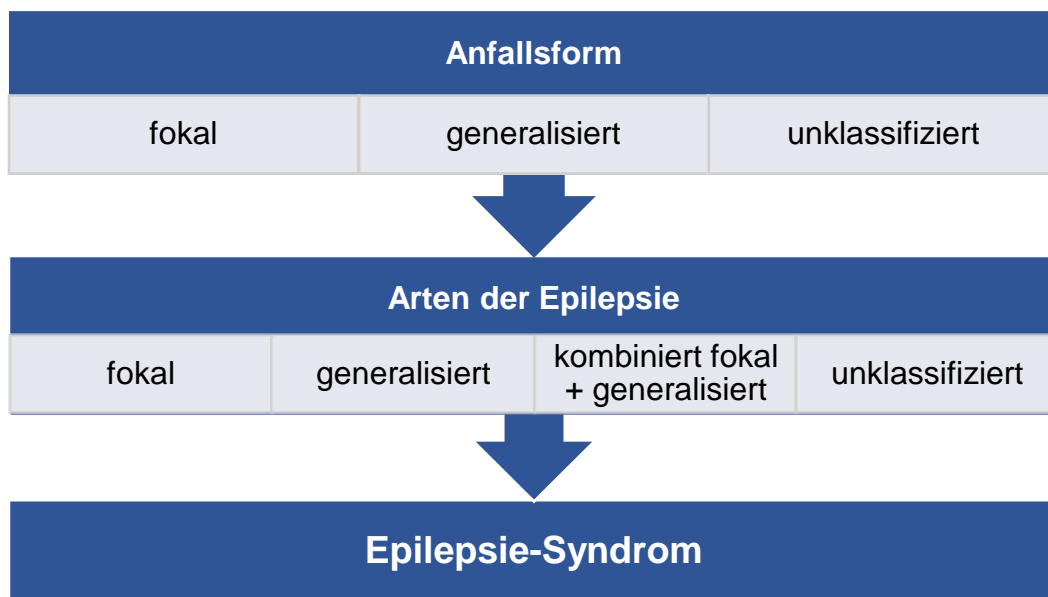 Anfallsform
fokal generalisiert unklassifiziert
Arten der Epilepsie
fokal generalisiert kombiniert fokal + generalisiert unklassifiziert
Epilepsie-Syndrom